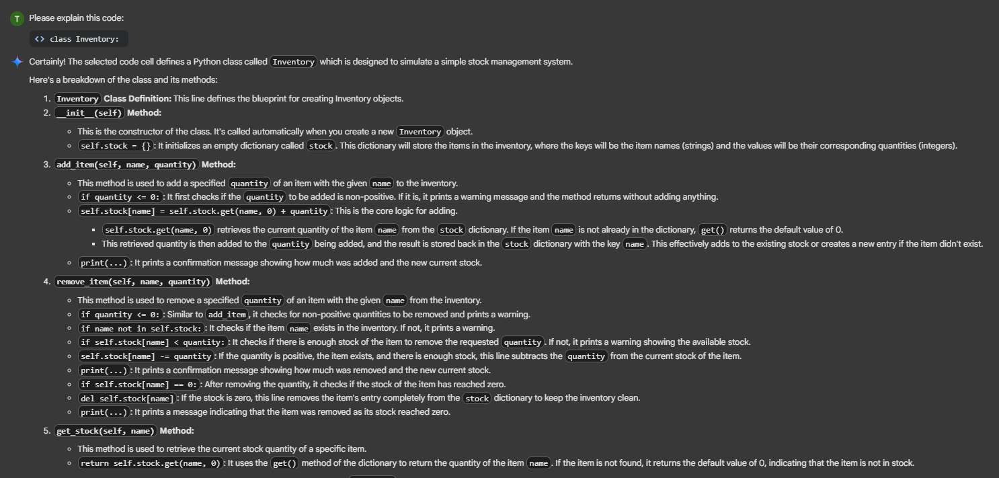 T Please explain this code:
<> class Inventory:
Certainly! The selected code cell defines a Python class called Inventory which is designed to simulate a simple stock management system.
Here's a breakdown of the class and its methods:
1. Inventory Class Definition: This line defines the blueprint for creating Inventory objects.
2. __init__(self) Method:
◦ This is the constructor of the class. It's called automatically when you create a new Inventory object.
◦ self.stock = {}: It initializes an empty dictionary called stock. This dictionary will store the items in the inventory, where the keys will be the item names (strings) and the values will be their corresponding quantities (integers).
3. add_item(self, name, quantity) Method:
◦ This method is used to add a specified quantity of an item with the given name to the inventory.
◦ if quantity <= 0:: It first checks if the quantity to be added is non-positive. If it is, it prints a warning message and the method returns without adding anything.
◦ self.stock[name] = self.stock.get(name, 0) + quantity: This is the core logic for adding.
▪ self.stock.get(name, 0) retrieves the current quantity of the item name from the stock dictionary. If the item name is not already in the dictionary, get() returns the default value of 0.
▪ This retrieved quantity is then added to the quantity being added, and the result is stored back in the stock dictionary with the key name. This effectively adds to the existing stock or creates a new entry if the item didn't exist.
◦ print(...): It prints a confirmation message showing how much was added and the new current stock.
4. remove_item(self, name, quantity) Method:
◦ This method is used to remove a specified quantity of an item with the given name from the inventory.
◦ if quantity <= 0:: Similar to add_item, it checks for non-positive quantities to be removed and prints a warning.
◦ if name not in self.stock:: It checks if the item name exists in the inventory. If not, it prints a warning.
◦ if self.stock[name] < quantity:: It checks if there is enough stock of the item to remove the requested quantity. If not, it prints a warning showing the available stock.
◦ self.stock[name] -= quantity: If the quantity is positive, the item exists, and there is enough stock, this line subtracts the quantity from the current stock of the item.
◦ print(...): It prints a confirmation message showing how much was removed and the new current stock.
◦ if self.stock[name] == 0:: After removing the quantity, it checks if the stock of the item has reached zero.
◦ del self.stock[name]: If the stock is zero, this line removes the item's entry completely from the stock dictionary to keep the inventory clean.
◦ print(...): It prints a message indicating that the item was removed as its stock reached zero.
5. get_stock(self, name) Method:
◦ This method is used to retrieve the current stock quantity of a specific item.
◦ return self.stock.get(name, 0): It uses the get() method of the dictionary to return the quantity of the item name. If the item is not found, it returns the default value of 0, indicating that the item is not in stock.